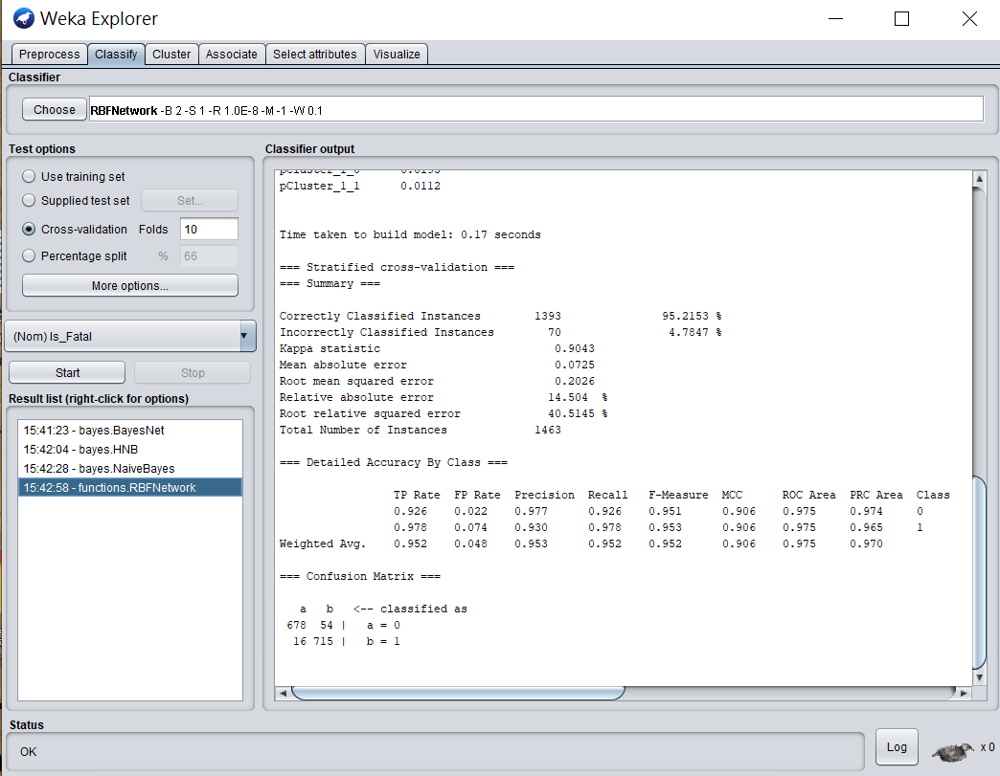 Weka Explorer
Preprocess Classify Cluster Associate Select attributes Visualize
Classifier
Choose RBFNetwork -B 2 -S 1 -R 1.0E-8 -M -1 -W 0.1
Test options
Use training set
Supplied test set Set...
Cross-validation Folds 10
Percentage split % 66
More options...
(Nom) Is_Fatal
Start Stop
Result list (right-click for options)
15:41:23 - bayes.BayesNet
15:42:04 - bayes.HNB
15:42:28 - bayes.NaiveBayes
15:42:58 - functions.RBFNetwork
Classifier output
pCluster_1_0 0.0193
pCluster_1_1 0.0112
Time taken to build model: 0.17 seconds
=== Stratified cross-validation ===
=== Summary ===
Correctly Classified Instances 1393 95.2153 %
Incorrectly Classified Instances 70 4.7847 %
Kappa statistic 0.9043
Mean absolute error 0.0725
Root mean squared error 0.2026
Relative absolute error 14.504 %
Root relative squared error 40.5145 %
Total Number of Instances 1463
=== Detailed Accuracy By Class ===
TP Rate FP Rate Precision Recall F-Measure MCC ROC Area PRC Area Class
0.926 0.022 0.977 0.926 0.951 0.906 0.975 0.974 0
0.978 0.074 0.930 0.978 0.953 0.906 0.975 0.965 1
Weighted Avg. 0.952 0.048 0.953 0.952 0.952 0.906 0.975 0.970
=== Confusion Matrix ===
a b <-- classified as
678 54 | a = 0
16 715 | b = 1
Status
OK
Log x 0